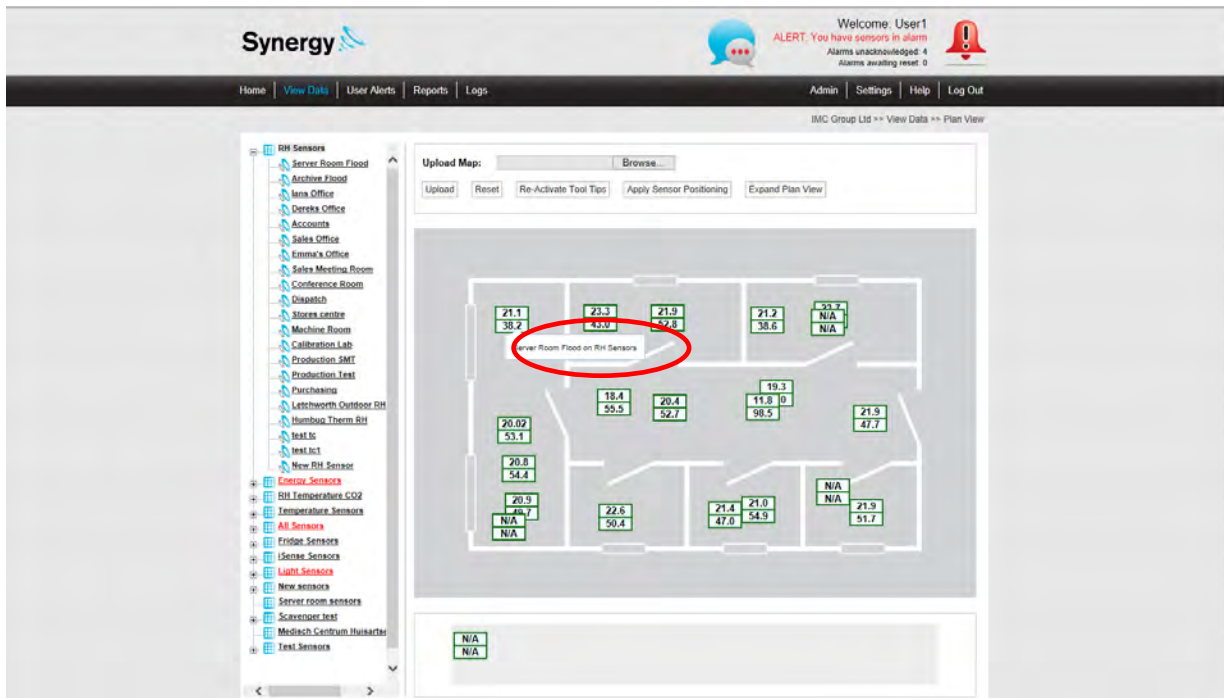 Synergy
Welcome: User1
ALERT: You have sensors in alarm
Alarms unacknowledged: 4
Alarms awaiting reset: 0
Home | View Data | User Alerts | Reports | Logs
Admin | Settings | Help | Log Out
IMC Group Ltd >> View Data >> Plan View
RH Sensors
Server Room Flood
Archive Flood
Ians Office
Dereks Office
Accounts
Sales Office
Emma's Office
Sales Meeting Room
Conference Room
Dispatch
Stores centre
Machine Room
Calibration Lab
Production SMT
Production Test
Purchasing
Letchworth Outdoor RH
Humbug Therm RH
test tc
test tc1
New RH Sensor
Energy Sensors
RH Temperature CO2
Temperature Sensors
All Sensors
Fridge Sensors
iSense Sensors
Light Sensors
New sensors
Server room sensors
Scavenger test
Medisch Centrum Huisartse
Test Sensors
Upload Map:
Browse...
Upload
Reset
Re-Activate Tool Tips
Apply Sensor Positioning
Expand Plan View
21.1
38.2
23.3
43.0
21.9
52.8
21.2
38.6
N/A
N/A
Server Room Flood on RH Sensors
18.4
55.5
20.4
52.7
19.3
0
11.8
98.5
21.9
47.7
20.02
53.1
20.8
54.4
20.9
N/A
N/A
22.6
50.4
21.4
47.0
21.0
54.9
N/A
N/A
21.9
51.7
N/A
N/A